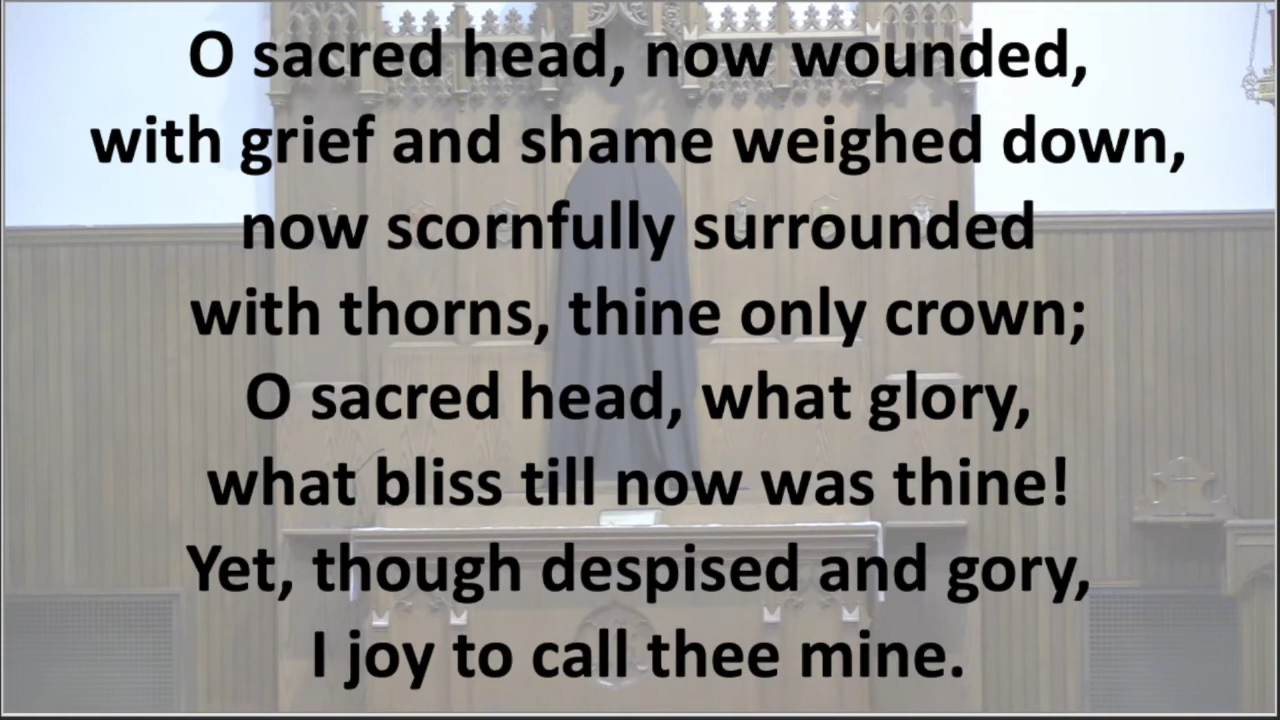 O sacred head, now wounded,
with grief and shame weighed down,
now scornfully surrounded
with thorns, thine only crown;
O sacred head, what glory,
what bliss till now was thine!
Yet, though despised and gory,
I joy to call thee mine.